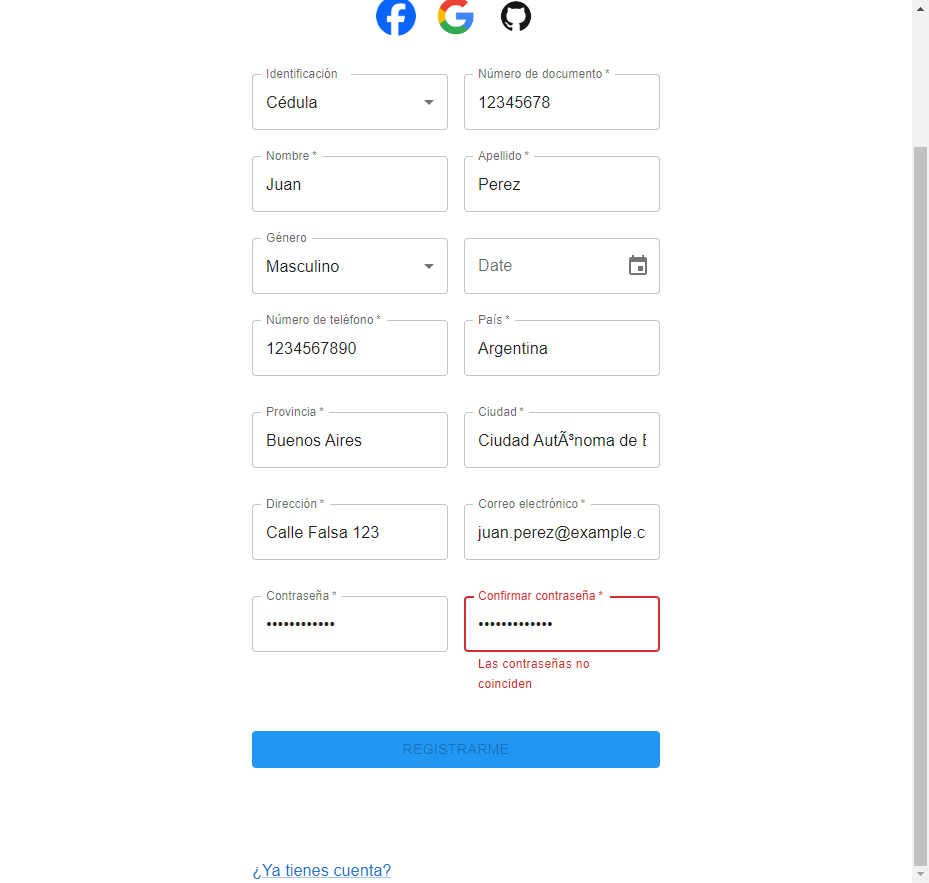 Identificación
Número de documento *
Cédula
12345678
Nombre *
Apellido *
Juan
Perez
Género
Masculino
Date
Número de teléfono *
País *
1234567890
Argentina
Provincia *
Ciudad *
Buenos Aires
Ciudad AutÃ³noma de
Dirección *
Correo electrónico *
Calle Falsa 123
juan.perez@example.c
Contraseña *
Confirmar contraseña *
••••••••••••
•••••••••••••
Las contraseñas no
coinciden
REGISTRARME
¿Ya tienes cuenta?